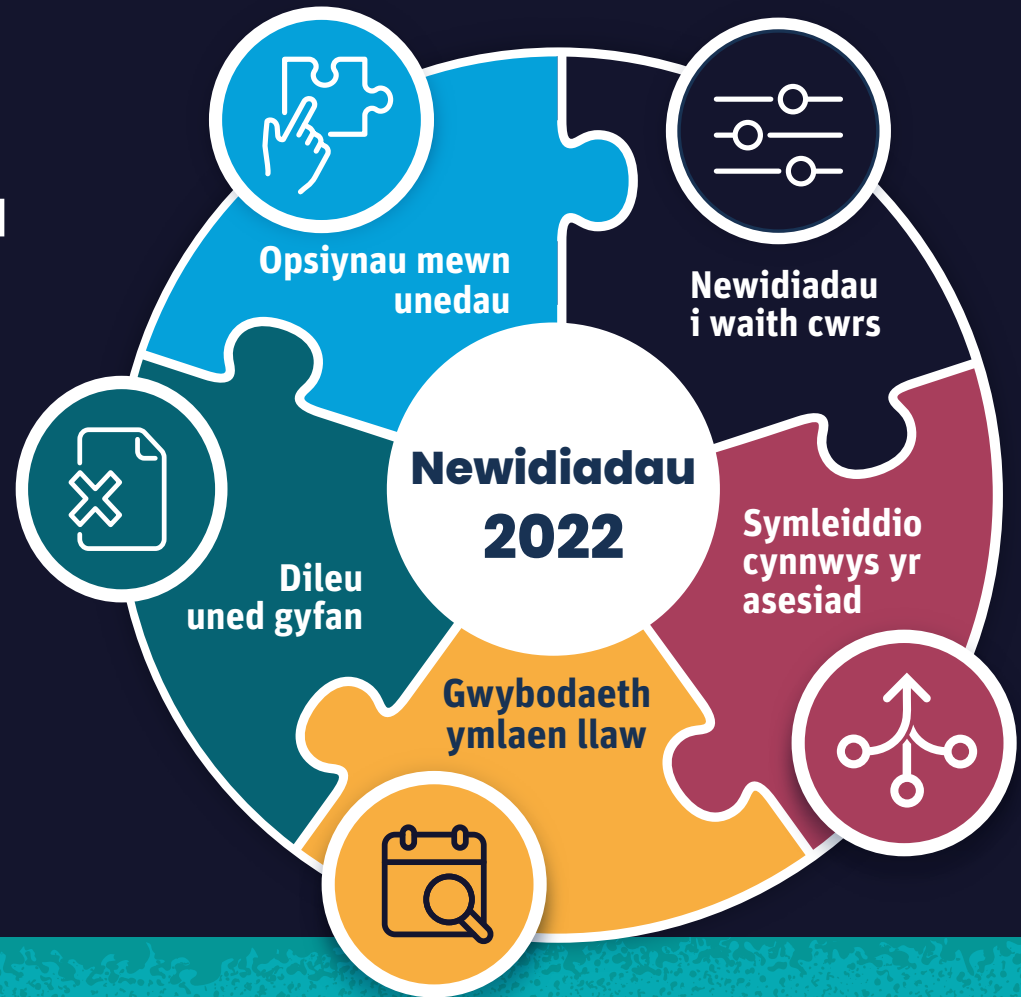 Opsiynau mewn
unedau
Newidiadau
i waith cwrs
Newidiadau
2022
Symleiddio
cynnwys yr
asesiad
Dileu
uned gyfan
Gwybodaeth
ymlaen llaw